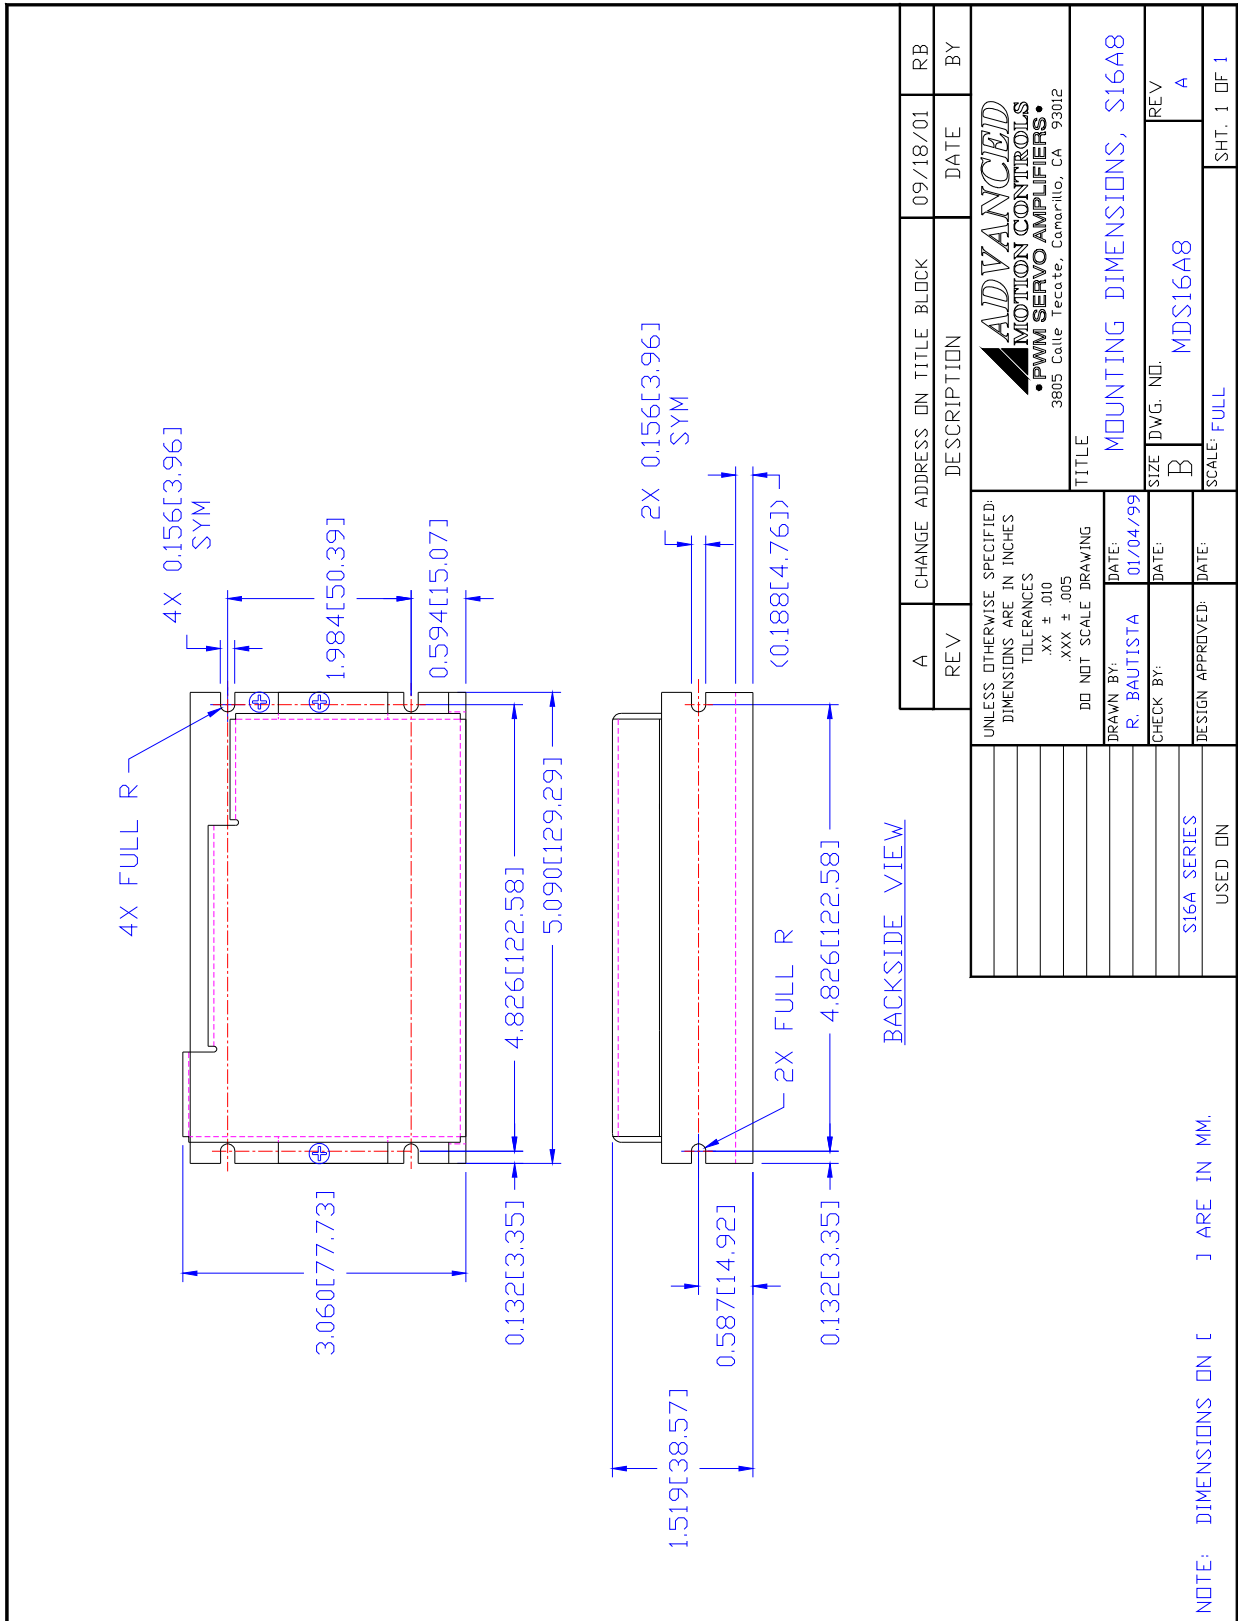 4X FULL R
4X 0.156[3.96]
SYM
1.984[50.39]
0.594[15.07]
3.060[77.73]
0.132[3.35]
4.826[122.58]
5.090[129.29]
2X 0.156[3.96]
SYM
(0.188[4.76])
1.519[38.57]
0.587[14.92]
2X FULL R
0.132[3.35]
4.826[122.58]
BACKSIDE VIEW
NOTE: DIMENSIONS ON [ ] ARE IN MM.
A CHANGE ADDRESS ON TITLE BLOCK 09/18/01 RB
REV DESCRIPTION DATE BY
UNLESS OTHERWISE SPECIFIED:
DIMENSIONS ARE IN INCHES
TOLERANCES
.XX ± .010
.XXX ± .005
DO NOT SCALE DRAWING
DRAWN BY:
R. BAUTISTA
DATE:
01/04/99
CHECK BY:
DATE:
DESIGN APPROVED:
DATE:
ADVANCED
MOTION CONTROLS
• PWM SERVO AMPLIFIERS •
3805 Calle Tecate, Camarillo, CA 93012
TITLE
MOUNTING DIMENSIONS, S16A8
SIZE
B
DWG. NO.
MDS16A8
REV
A
SCALE: FULL
SHT. 1 OF 1
S16A SERIES
USED ON